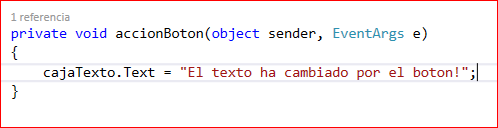 1 referencia
private void accionBoton(object sender, EventArgs e)
{
    cajaTexto.Text = "El texto ha cambiado por el boton!";
}